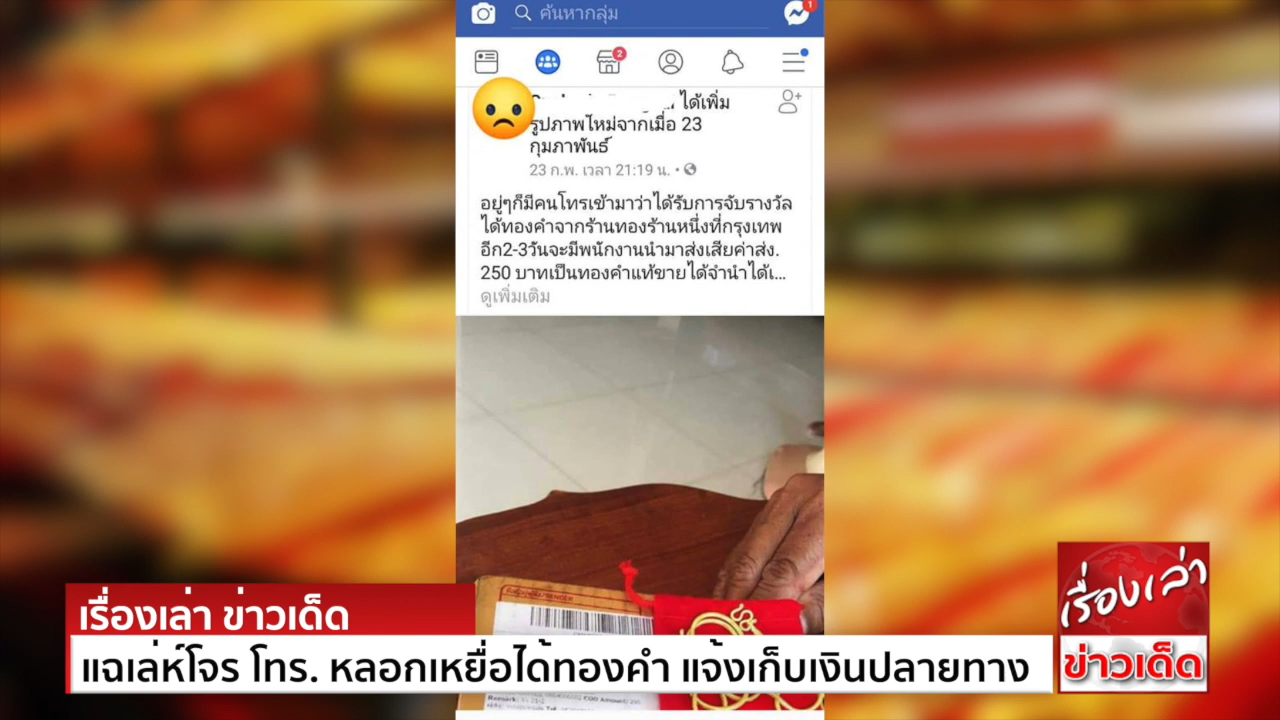 ค้นหากลุ่ม
1
2
ได้เพิ่ม
รูปภาพใหม่จากเมื่อ 23
กุมภาพันธ์
23 ก.พ. เวลา 21:19 น.
อยู่ๆก็มีคนโทรเข้ามาว่าได้รับการจับรางวัล
ได้ทองคำจากร้านทองร้านหนึ่งที่กรุงเทพ
อีก2-3วันจะมีพนักงานนำมาส่งเสียค่าส่ง.
250 บาทเป็นทองคำแท้ขายได้จำนำได้เ...
ดูเพิ่มเติม
เรื่องเล่า ข่าวเด็ด
แฉเล่ห์โจร โทร. หลอกเหยื่อได้ทองคำ แจ้งเก็บเงินปลายทาง
เรื่องเล่า
ข่าวเด็ด